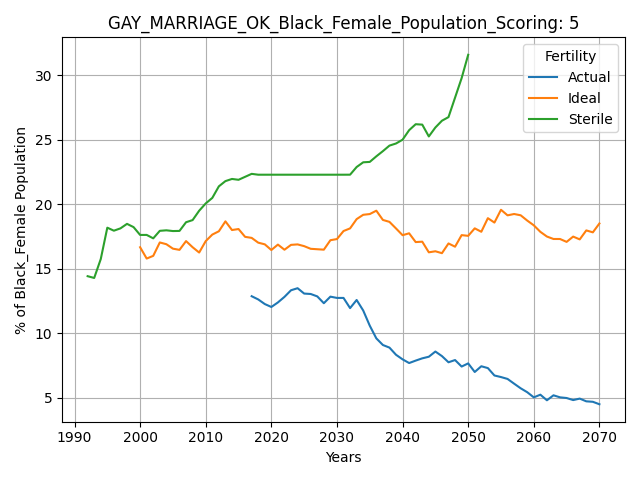 GAY_MARRIAGE_OK_Black_Female_Population_Scoring: 5
% of Black_Female Population
30
25
20
15
10
5
Fertility
Actual
Ideal
Sterile
1990 2000 2010 2020 2030 2040 2050 2060 2070
Years